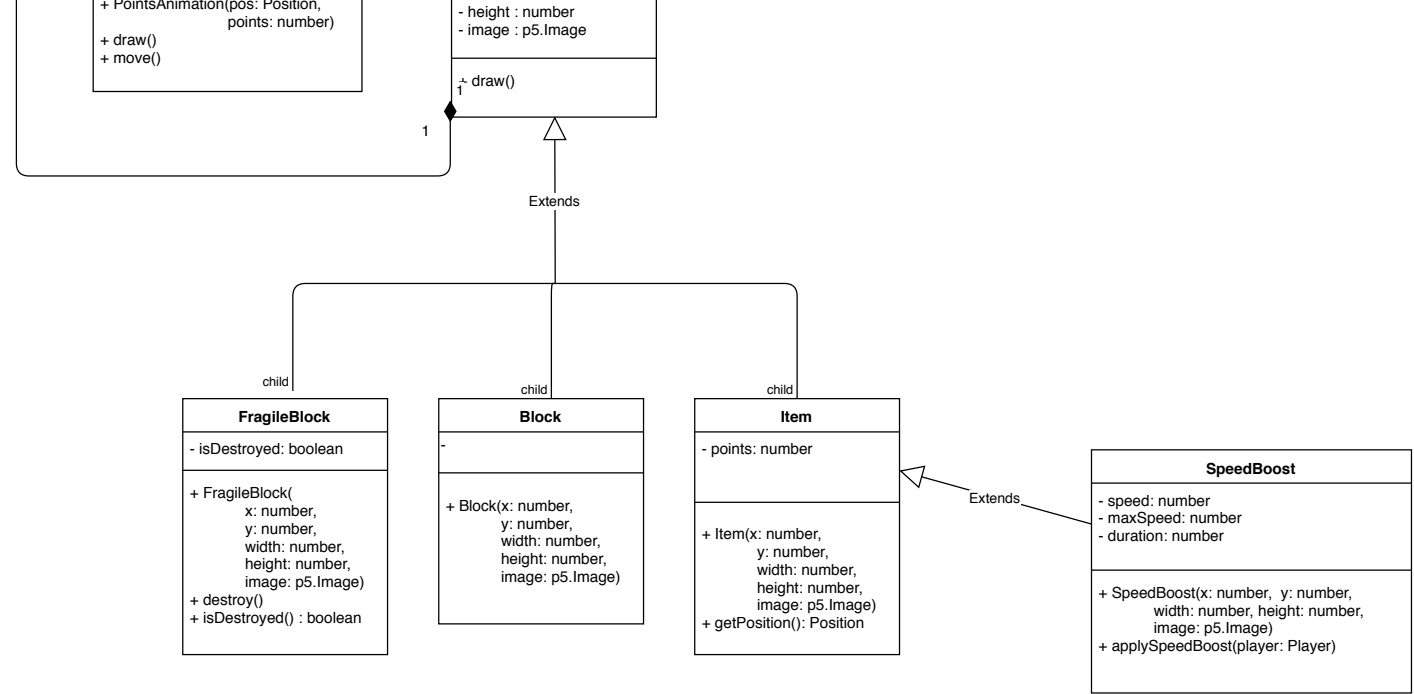 + PointsAnimation(pos: Position,
points: number)
+ draw()
+ move()
- height : number
- image : p5.Image
+ draw()
1
1
Extends
child
child
child
FragileBlock
- isDestroyed: boolean
+ FragileBlock(
x: number,
y: number,
width: number,
height: number,
image: p5.Image)
+ destroy()
+ isDestroyed() : boolean
Block
-
+ Block(x: number,
y: number,
width: number,
height: number,
image: p5.Image)
Item
- points: number
+ Item(x: number,
y: number,
width: number,
height: number,
image: p5.Image)
+ getPosition(): Position
Extends
SpeedBoost
- speed: number
- maxSpeed: number
- duration: number
+ SpeedBoost(x: number,  y: number,
width: number, height: number,
image: p5.Image)
+ applySpeedBoost(player: Player)